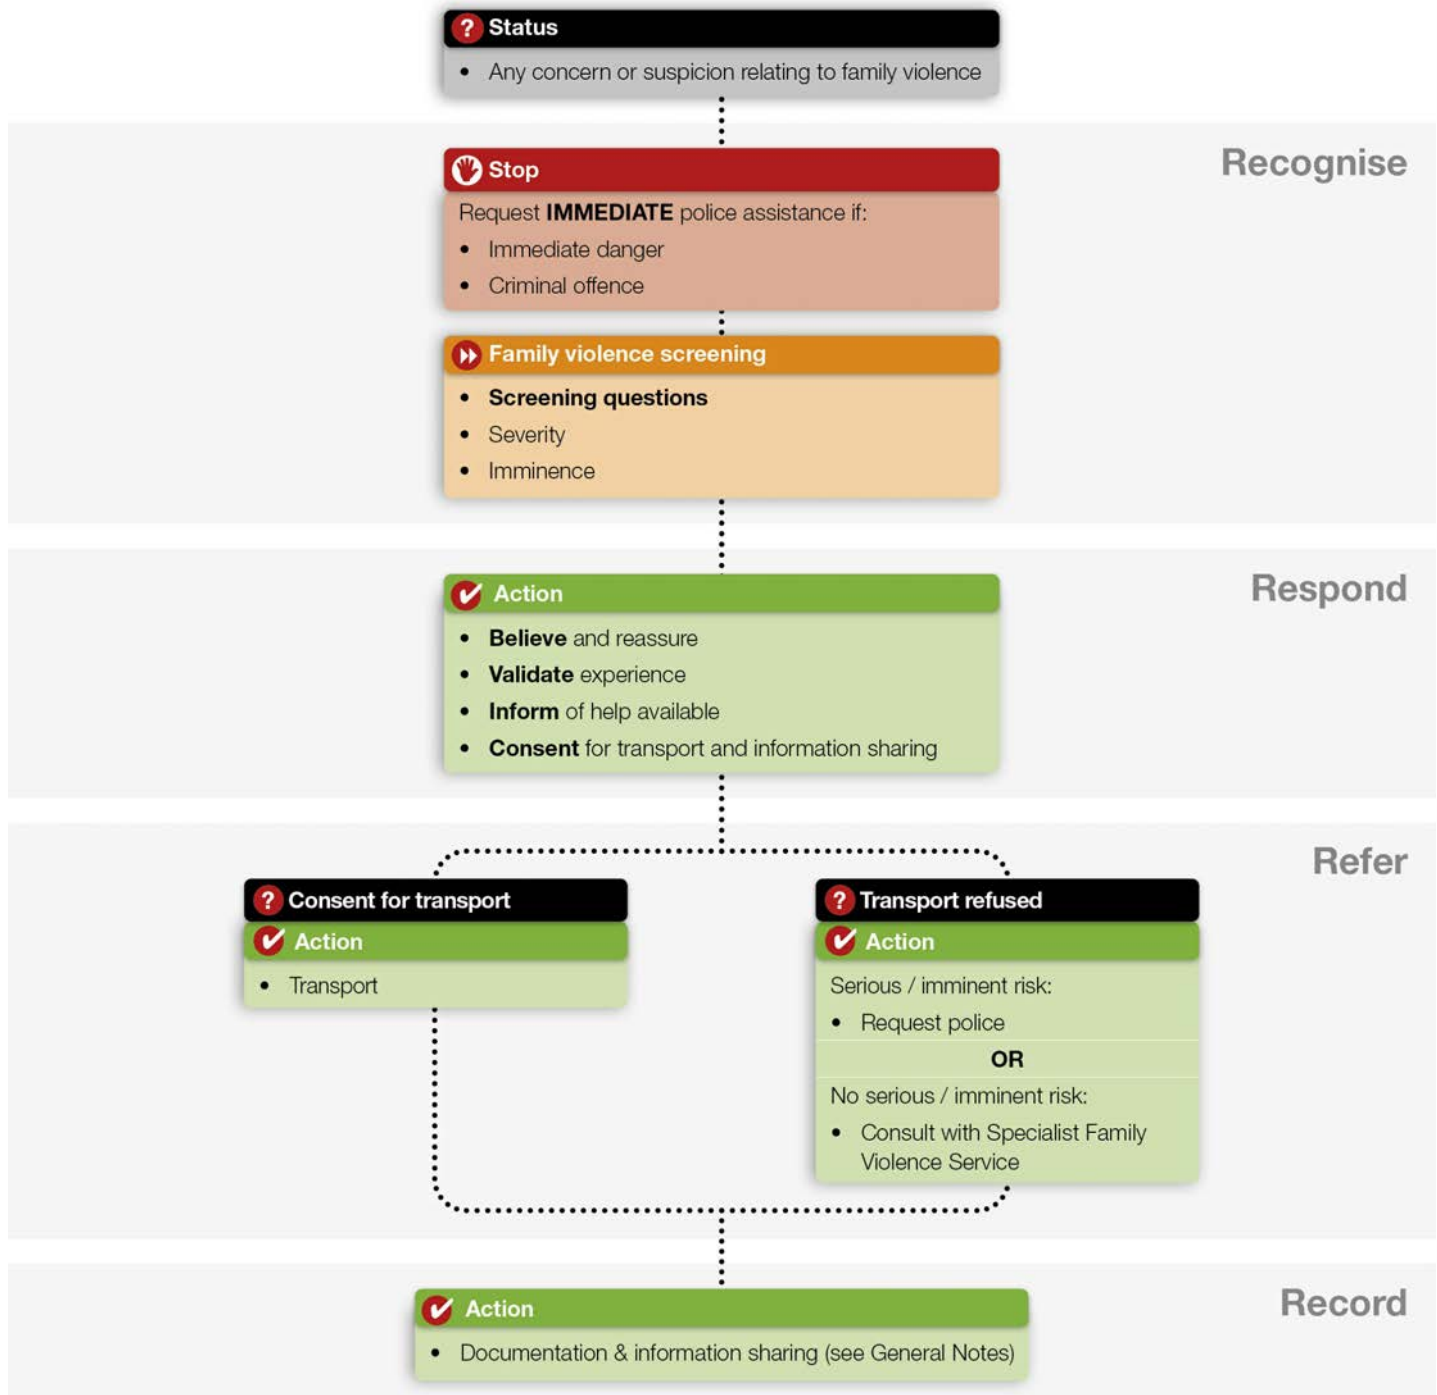 Status
• Any concern or suspicion relating to family violence
Recognise
Stop
Request IMMEDIATE police assistance if:
• Immediate danger
• Criminal offence
Family violence screening
• Screening questions
• Severity
• Imminence
Respond
Action
• Believe and reassure
• Validate experience
• Inform of help available
• Consent for transport and information sharing
Refer
Consent for transport
Action
• Transport
Transport refused
Action
Serious / imminent risk:
• Request police
OR
No serious / imminent risk:
• Consult with Specialist Family
Violence Service
Record
Action
• Documentation & information sharing (see General Notes)